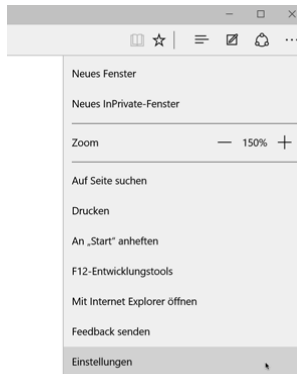 Neues Fenster
Neues InPrivate-Fenster
Zoom — 150% +
Auf Seite suchen
Drucken
An „Start“ anheften
F12-Entwicklungstools
Mit Internet Explorer öffnen
Feedback senden
Einstellungen